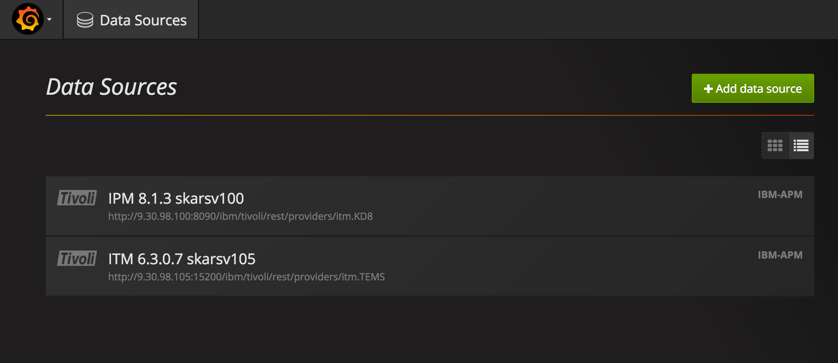 Data Sources
Data Sources
+ Add data source
Tivoli IPM 8.1.3 skarsv100 IBM-APM
http://9.30.98.100:8090/ibm/tivoli/rest/providers/itm.KD8
Tivoli ITM 6.3.0.7 skarsv105 IBM-APM
http://9.30.98.105:15200/ibm/tivoli/rest/providers/itm.TEMS